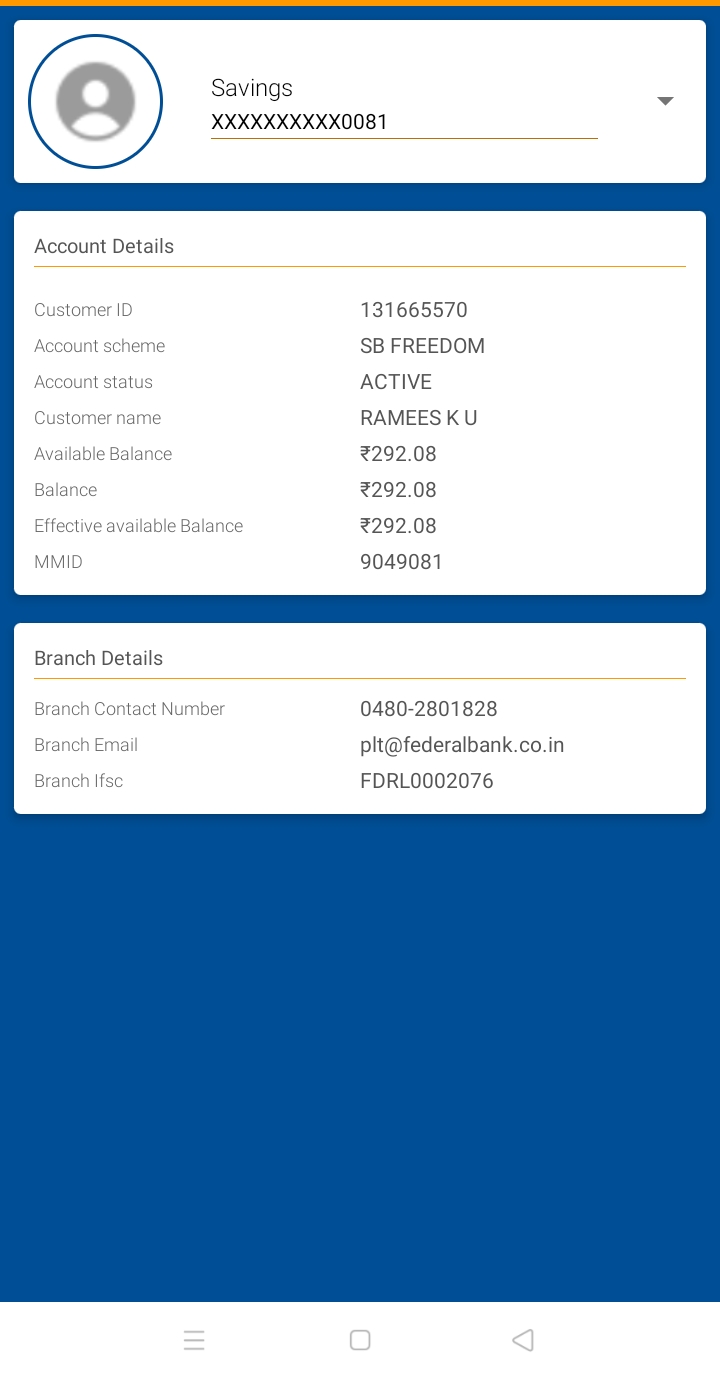 Savings
XXXXXXXXXX0081
Account Details
Customer ID 131665570
Account scheme SB FREEDOM
Account status ACTIVE
Customer name RAMEES K U
Available Balance ₹292.08
Balance ₹292.08
Effective available Balance ₹292.08
MMID 9049081
Branch Details
Branch Contact Number 0480-2801828
Branch Email plt@federalbank.co.in
Branch Ifsc FDRL0002076